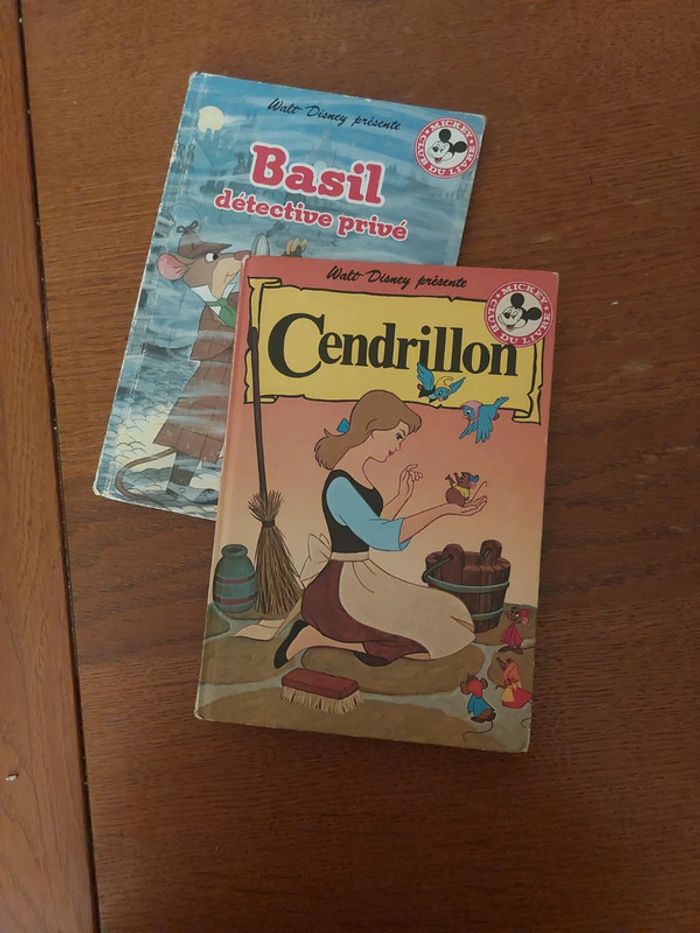 Walt Disney présente
Basil
détective privé
MICKEY
CLUB DU LIVRE
Walt Disney présente
Cendrillon
MICKEY
CLUB DU LIVRE